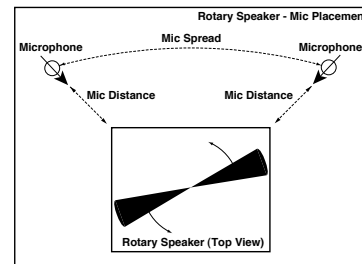 Rotary Speaker - Mic Placemen
Mic Spread
Microphone
Microphone
Mic Distance
Mic Distance
Rotary Speaker (Top View)